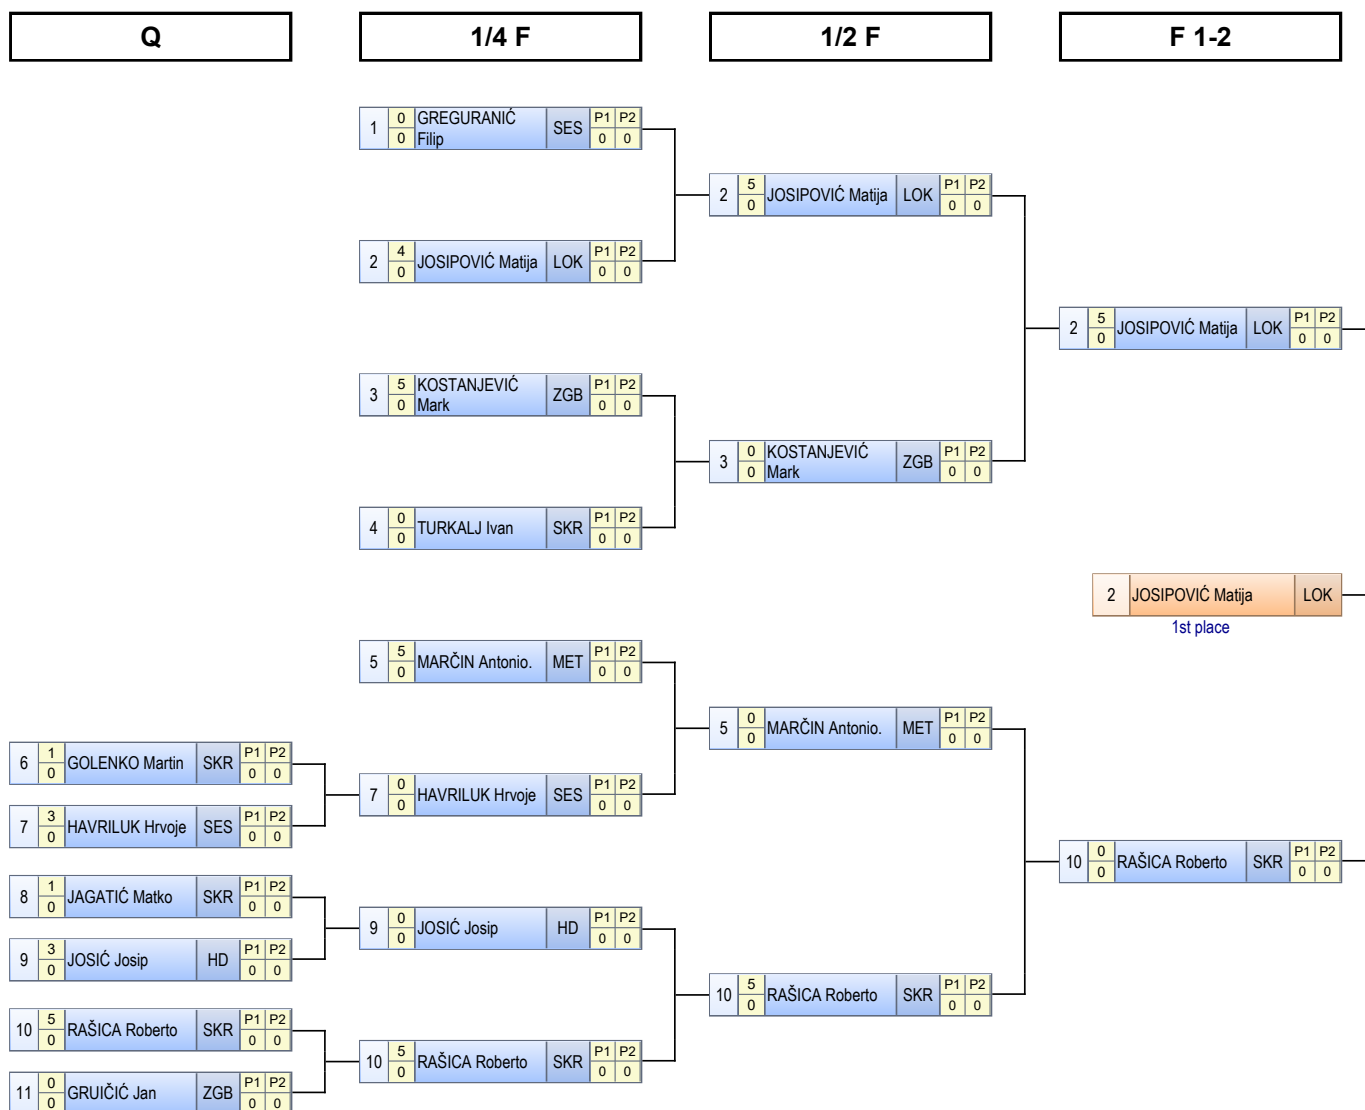 Q 1/4 F 1/2 F F 1-2
1 0 GREGURANIĆ Filip SES P1 P2
0 0 0
2 5 JOSIPOVIĆ Matija LOK P1 P2
0 0 0
2 4 JOSIPOVIĆ Matija LOK P1 P2
0 0 0
2 5 JOSIPOVIĆ Matija LOK P1 P2
0 0 0
3 5 KOSTANJEVIĆ Mark ZGB P1 P2
0 0 0
3 0 KOSTANJEVIĆ Mark ZGB P1 P2
0 0 0
4 0 TURKALJ Ivan SKR P1 P2
0 0 0
2 JOSIPOVIĆ Matija LOK
1st place
5 5 MARČIN Antonio. MET P1 P2
0 0 0
5 0 MARČIN Antonio. MET P1 P2
0 0 0
6 1 GOLENKO Martin SKR P1 P2
0 0 0
7 0 HAVRILUK Hrvoje SES P1 P2
0 0 0
7 3 HAVRILUK Hrvoje SES P1 P2
0 0 0
10 0 RAŠICA Roberto SKR P1 P2
0 0 0
8 1 JAGATIĆ Matko SKR P1 P2
0 0 0
9 0 JOSIĆ Josip HD P1 P2
0 0 0
9 3 JOSIĆ Josip HD P1 P2
0 0 0
10 5 RAŠICA Roberto SKR P1 P2
0 0 0
10 5 RAŠICA Roberto SKR P1 P2
0 0 0
10 5 RAŠICA Roberto SKR P1 P2
0 0 0
11 0 GRUIČIĆ Jan ZGB P1 P2
0 0 0